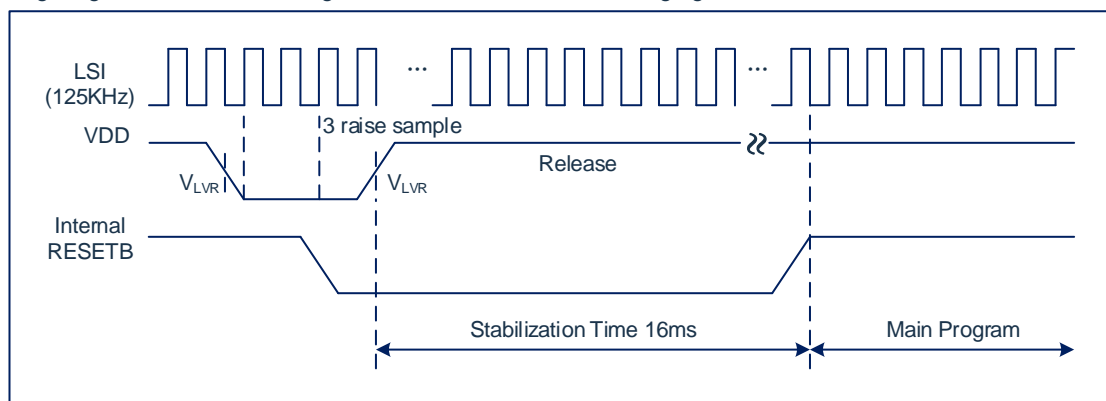 LSI
(125KHz)
...
...
3 raise sample
VDD
Release
VLVR
VLVR
Internal
RESETB
Stabilization Time 16ms
Main Program